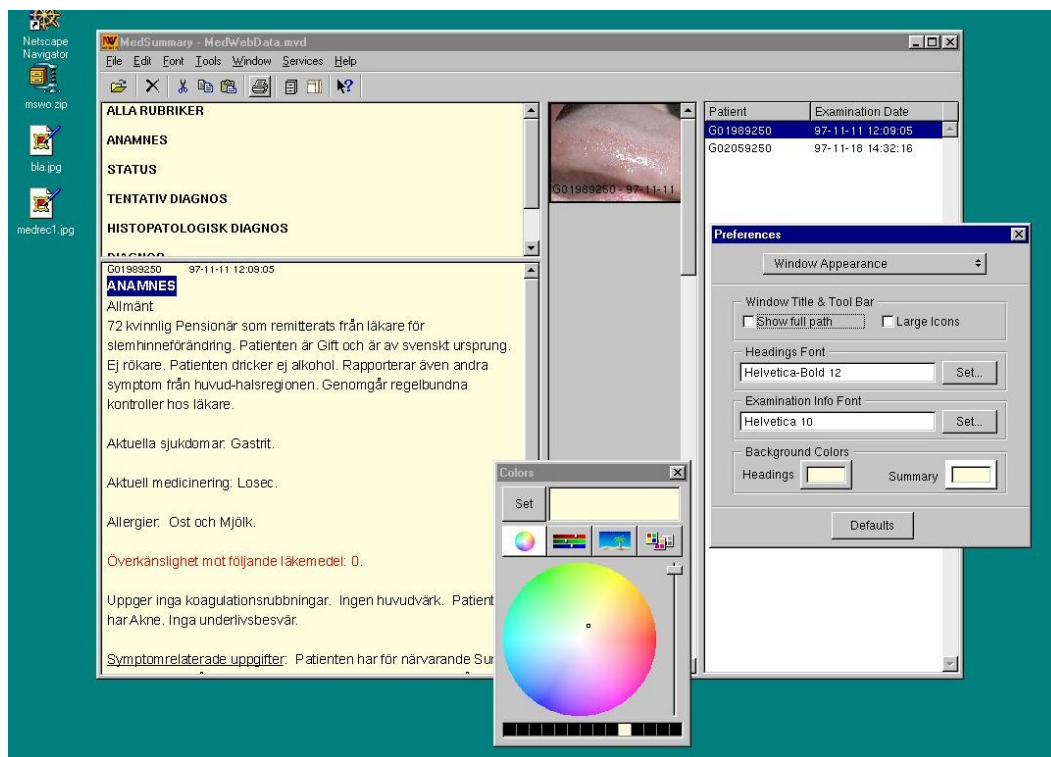 Netscape
Navigator
mswo.zip
bla.jpg
medrec1.jpg
MedSummary - MedWebData.mvd
File Edit Font Tools Window Services Help
ALLA RUBRIKER
ANAMNES
STATUS
TENTATIV DIAGNOS
HISTOPATOLOGISK DIAGNOS
DIAGNOS
G01989250 97-11-11 12:09:05
ANAMNES
Allmänt
72 kvinnlig Pensionär som remitterats från läkare för
slemhinneförändring. Patienten är Gift och är av svenskt ursprung.
Ej rökare. Patienten dricker ej alkohol. Rapporterar även andra
symptom från huvud-halsregionen. Genomgår regelbundna
kontroller hos läkare.
Aktuella sjukdomar: Gastrit.
Aktuell medicinering: Losec.
Allergier: Ost och Mjölk.
Överkänslighet mot följande läkemedel: 0.
Uppger inga koagulationsrubbningar. Ingen huvudvärk. Patient
har Akne. Inga underlivsbesvär.
Symptomrelaterade uppgifter: Patienten har för närvarande Sur
G01989250 - 97-11-11
Patient Examination Date
G01989250 97-11-11 12:09:05
G02059250 97-11-18 14:32:16
Preferences
Window Appearance
Window Title & Tool Bar
Show full path Large Icons
Headings Font
Helvetica-Bold 12 Set...
Examination Info Font
Helvetica 10 Set...
Background Colors
Headings Summary
Defaults
Colors
Set